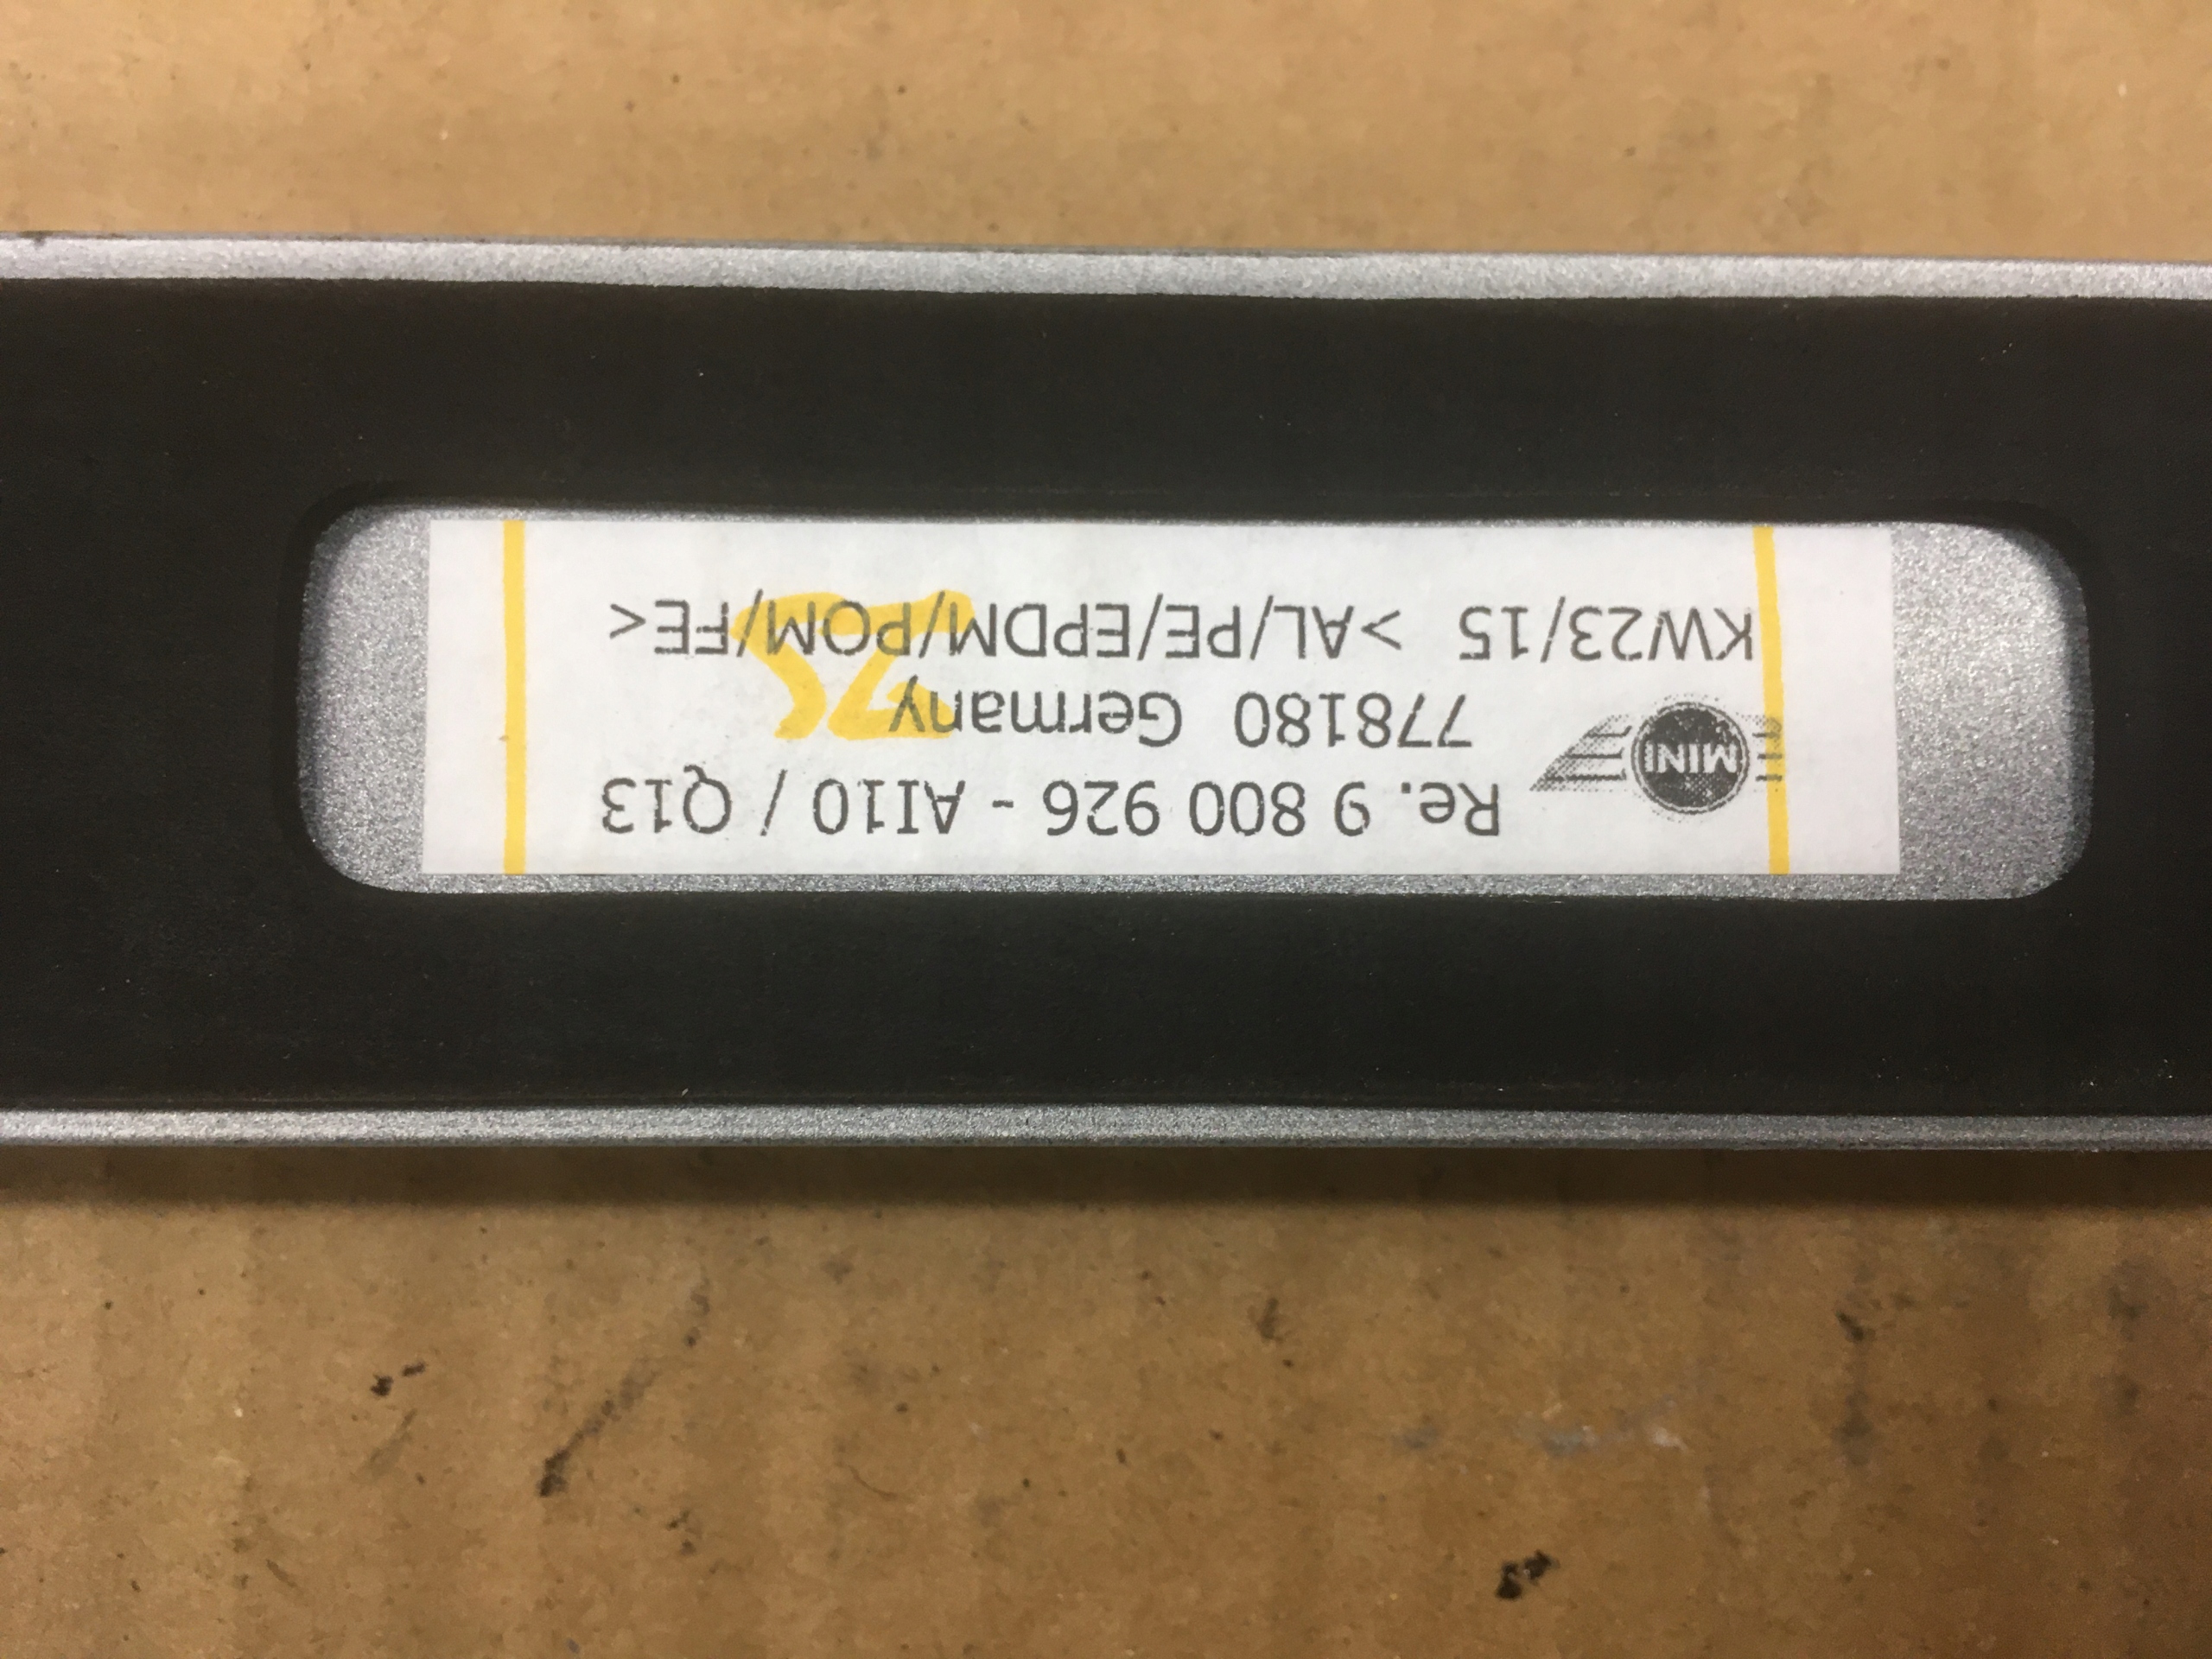 Re. 9 800 926 - AI10 / Q13
MINI
778180 Germany
KW23/15 >AL/PE/EPDM/POM/FE<